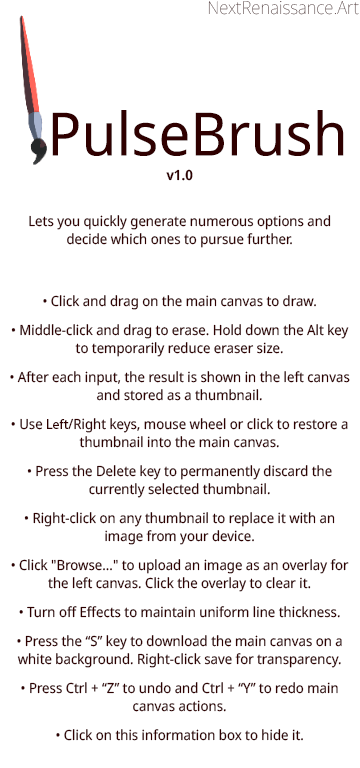 NextRenaissance.Art
PulseBrush
v1.0
Lets you quickly generate numerous options and
decide which ones to pursue further.
• Click and drag on the main canvas to draw.
• Middle-click and drag to erase. Hold down the Alt key
to temporarily reduce eraser size.
• After each input, the result is shown in the left canvas
and stored as a thumbnail.
• Use Left/Right keys, mouse wheel or click to restore a
thumbnail into the main canvas.
• Press the Delete key to permanently discard the
currently selected thumbnail.
• Right-click on any thumbnail to replace it with an
image from your device.
• Click "Browse..." to upload an image as an overlay for
the left canvas. Click the overlay to clear it.
• Turn off Effects to maintain uniform line thickness.
• Press the “S” key to download the main canvas on a
white background. Right-click save for transparency.
• Press Ctrl + “Z” to undo and Ctrl + “Y” to redo main
canvas actions.
• Click on this information box to hide it.